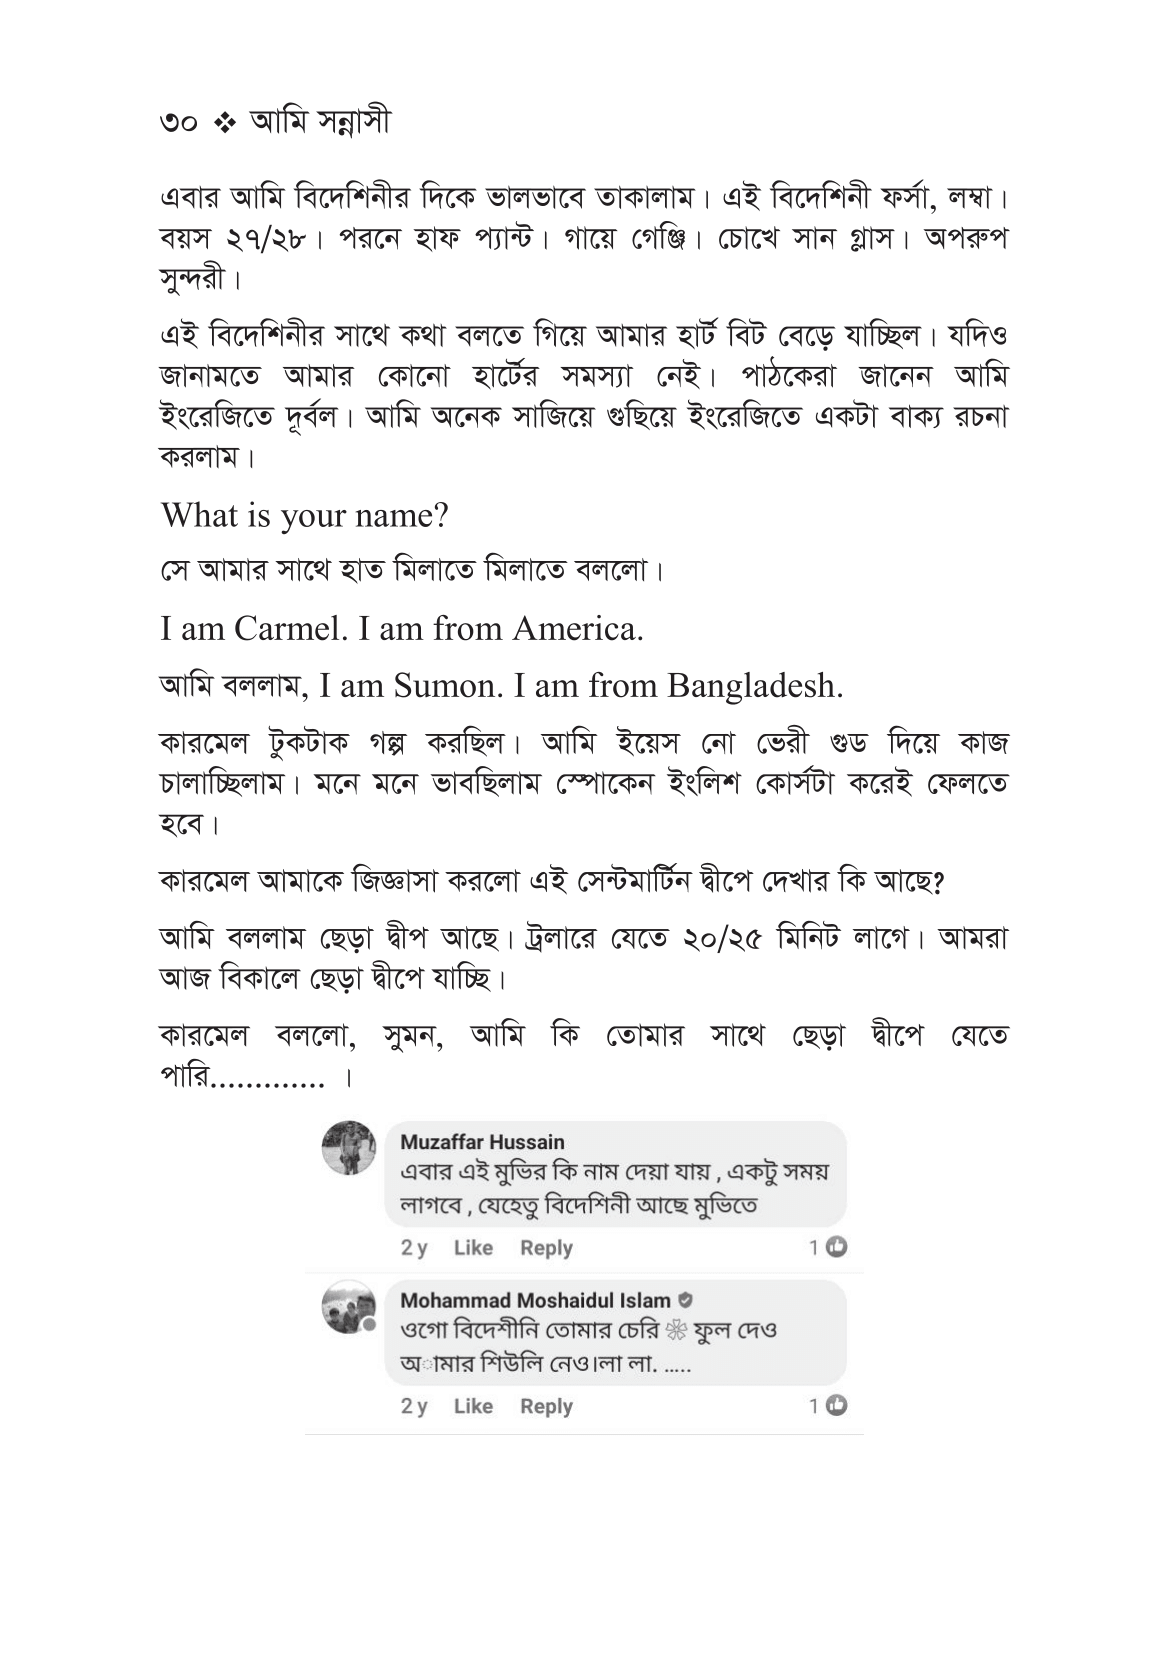 ৩০ ❖ আমি সন্নাসী
এবার আমি বিদেশিনীর দিকে ভালভাবে তাকালাম। এই বিদেশিনী ফর্সা, লম্বা।
বয়স ২৭/২৮। পরনে হাফ প্যান্ট। গায়ে গেঞ্জি। চোখে সান গ্লাস। অপরুপ
সুন্দরী।
এই বিদেশিনীর সাথে কথা বলতে গিয়ে আমার হার্ট বিট বেড়ে যাচ্ছিল। যদিও
জানামতে আমার কোনো হার্টের সমস্যা নেই। পাঠকেরা জানেন আমি
ইংরেজিতে দূর্বল। আমি অনেক সাজিয়ে গুছিয়ে ইংরেজিতে একটা বাক্য রচনা
করলাম।
What is your name?
সে আমার সাথে হাত মিলাতে মিলাতে বললো।
I am Carmel. I am from America.
আমি বললাম, I am Sumon. I am from Bangladesh.
কারমেল টুকটাক গল্প করছিল। আমি ইয়েস নো ভেরী গুড দিয়ে কাজ
চালাচ্ছিলাম। মনে মনে ভাবছিলাম স্পোকেন ইংলিশ কোর্সটা করেই ফেলতে
হবে।
কারমেল আমাকে জিজ্ঞাসা করলো এই সেন্টমার্টিন দ্বীপে দেখার কি আছে?
আমি বললাম ছেড়া দ্বীপ আছে। ট্রলারে যেতে ২০/২৫ মিনিট লাগে। আমরা
আজ বিকালে ছেড়া দ্বীপে যাচ্ছি।
কারমেল বললো, সুমন, আমি কি তোমার সাথে ছেড়া দ্বীপে যেতে
পারি............. ।
Muzaffar Hussain
এবার এই মুভির কি নাম দেয়া যায় , একটু সময়
লাগবে , যেহেতু বিদেশিনী আছে মুভিতে
2 y Like Reply 1
Mohammad Moshaidul Islam
ওগো বিদেশীনি তোমার চেরি 🌸 ফুল দেও
অামার শিউলি নেও।লা লা. .....
2 y Like Reply 1